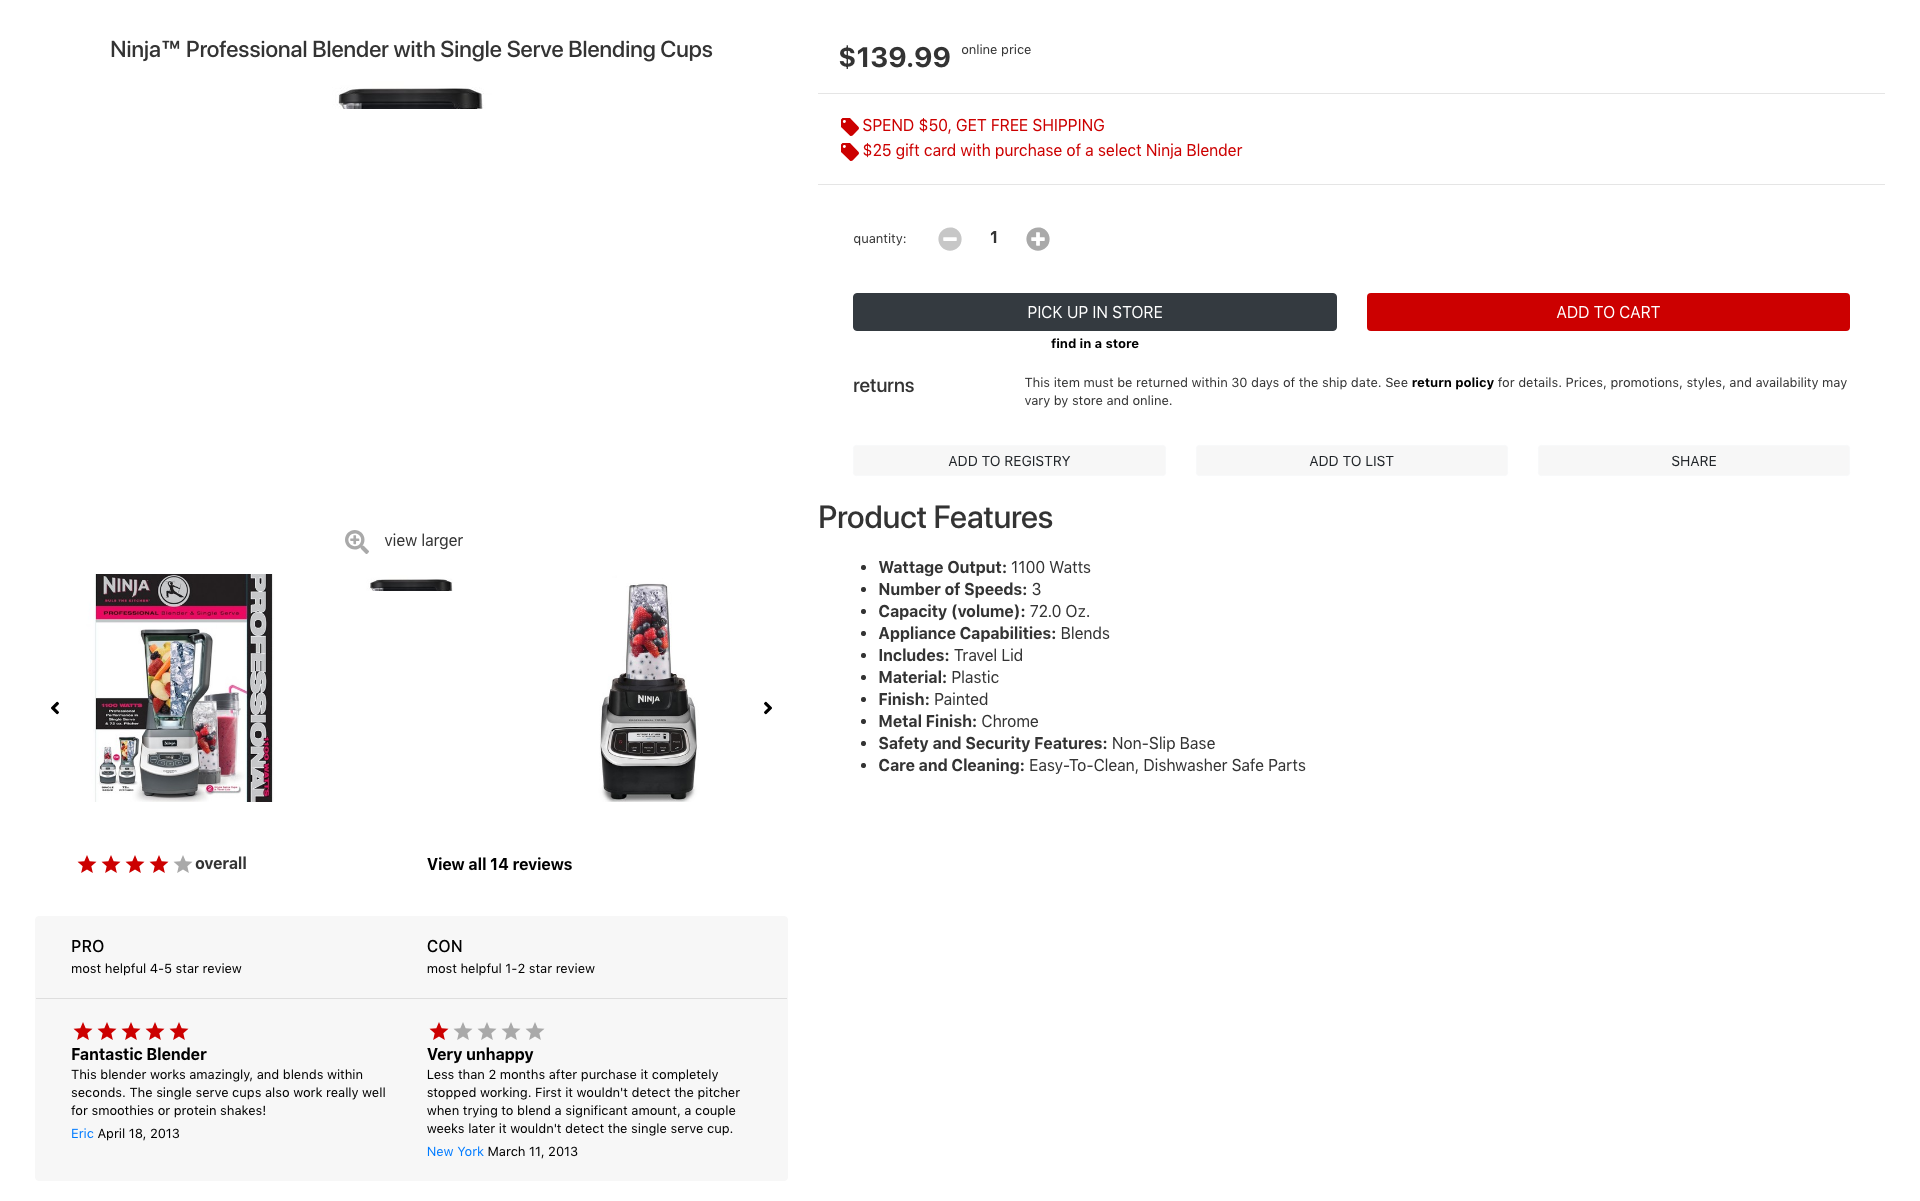 Ninja™ Professional Blender with Single Serve Blending Cups
$139.99 online price
SPEND $50, GET FREE SHIPPING
$25 gift card with purchase of a select Ninja Blender
quantity:
1
PICK UP IN STORE
ADD TO CART
find in a store
returns
This item must be returned within 30 days of the ship date. See return policy for details. Prices, promotions, styles, and availability may
vary by store and online.
ADD TO REGISTRY
ADD TO LIST
SHARE
Product Features
Wattage Output: 1100 Watts
Number of Speeds: 3
Capacity (volume): 72.0 Oz.
Appliance Capabilities: Blends
Includes: Travel Lid
Material: Plastic
Finish: Painted
Metal Finish: Chrome
Safety and Security Features: Non-Slip Base
Care and Cleaning: Easy-To-Clean, Dishwasher Safe Parts
view larger
NINJA
PROFESSIONAL Blender & Single Serve
PROFESSIONAL
1100 WATTS
NINJA
overall
View all 14 reviews
PRO
most helpful 4-5 star review
CON
most helpful 1-2 star review
Fantastic Blender
This blender works amazingly, and blends within
seconds. The single serve cups also work really well
for smoothies or protein shakes!
Eric April 18, 2013
Very unhappy
Less than 2 months after purchase it completely
stopped working. First it wouldn't detect the pitcher
when trying to blend a significant amount, a couple
weeks later it wouldn't detect the single serve cup.
New York March 11, 2013